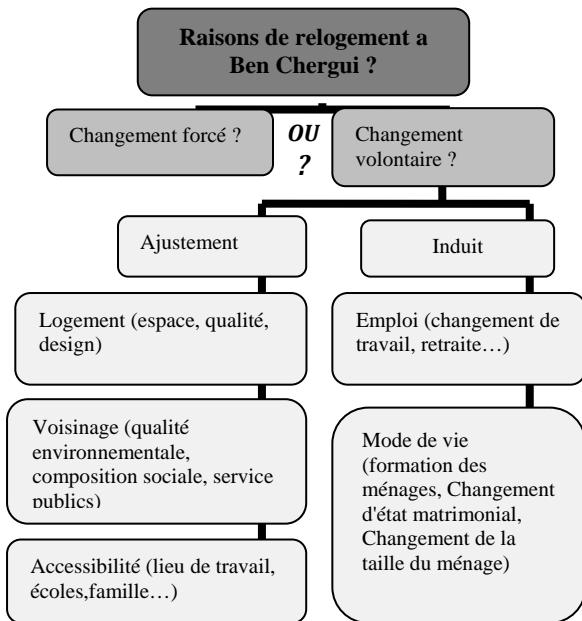 Raisons de relogement a
Ben Chergui ?
Changement forcé ?
OU
?
Changement
volontaire ?
Ajustement
Induit
Logement (espace, qualité,
design)
Emploi (changement de
travail, retraite…)
Voisinage (qualité
environnementale,
composition sociale, service
publics)
Mode de vie
(formation des
ménages, Changement
d'état matrimonial,
Changement de la
taille du ménage)
Accessibilité (lieu de travail,
écoles,famille…)